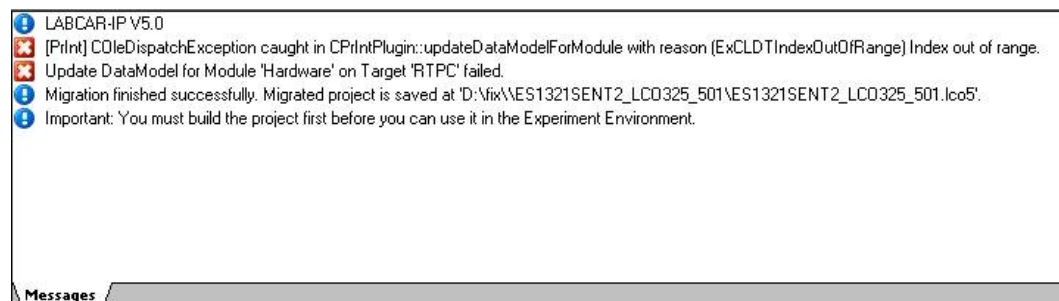 LABCAR-IP V5.0
[PrInt] COleDispatchException caught in CPrIntPlugin::updateDataModelForModule with reason (ExCLDTIndexOutOfRange) Index out of range.
Update DataModel for Module 'Hardware' on Target 'RTPC' failed.
Migration finished successfully. Migrated project is saved at 'D:\fix\\ES1321SENT2_LCO325_501\ES1321SENT2_LCO325_501.lco5'.
Important: You must build the project first before you can use it in the Experiment Environment.
Messages